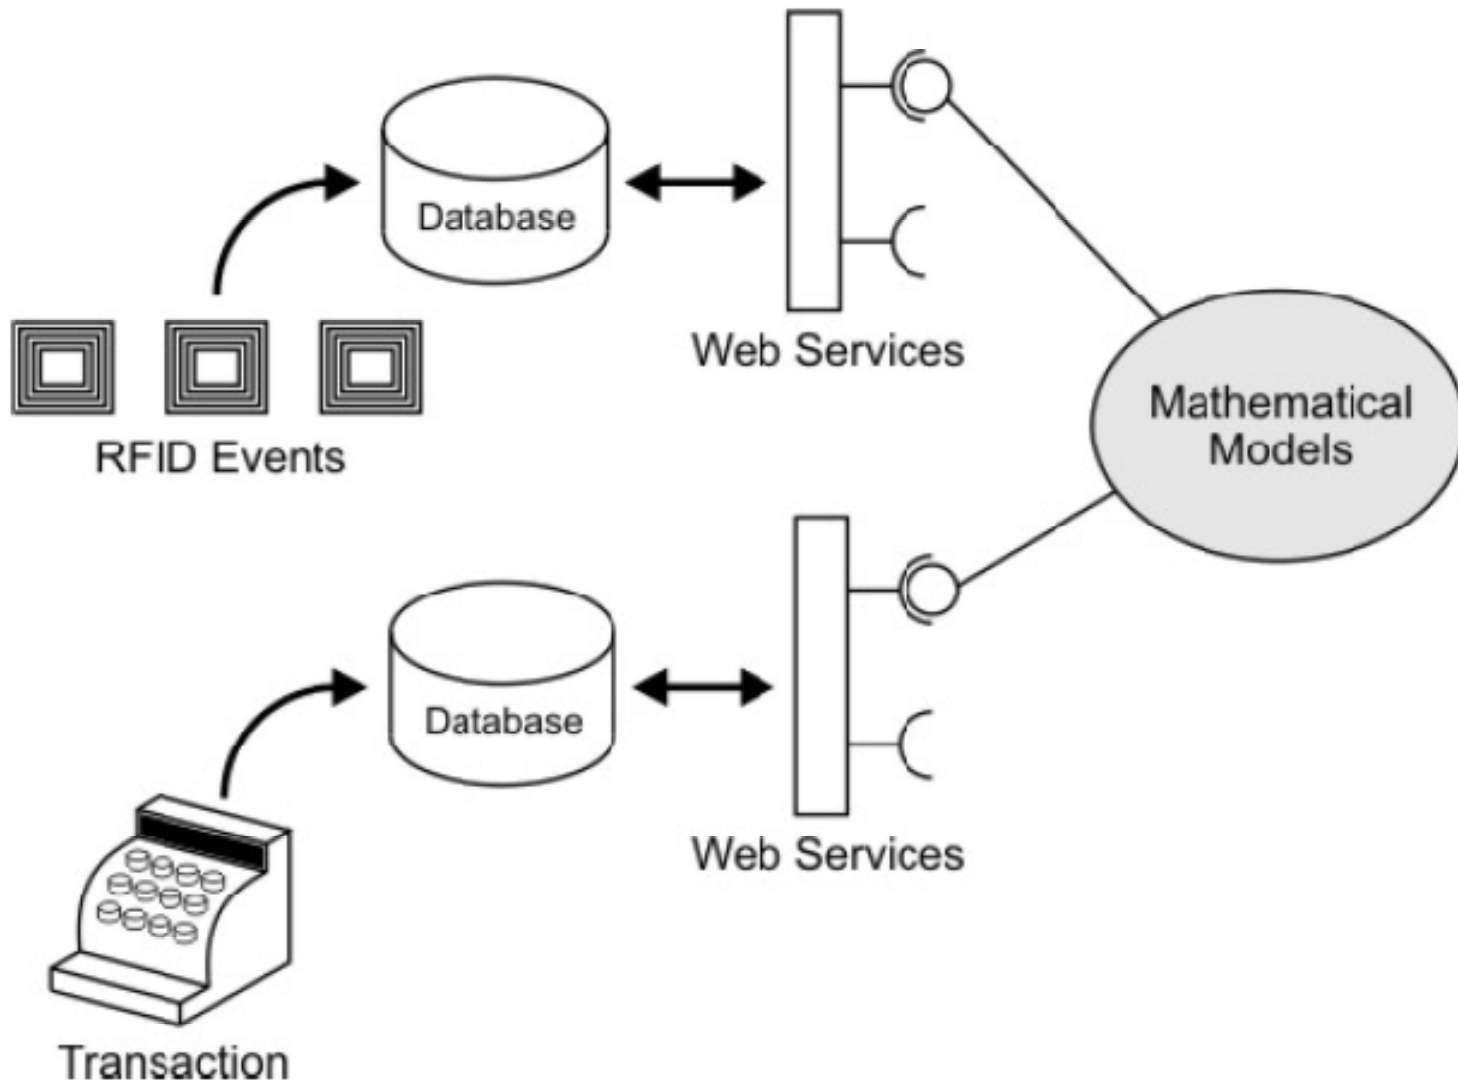 Database
Web Services
RFID Events
Mathematical
Models
Database
Web Services
Transaction